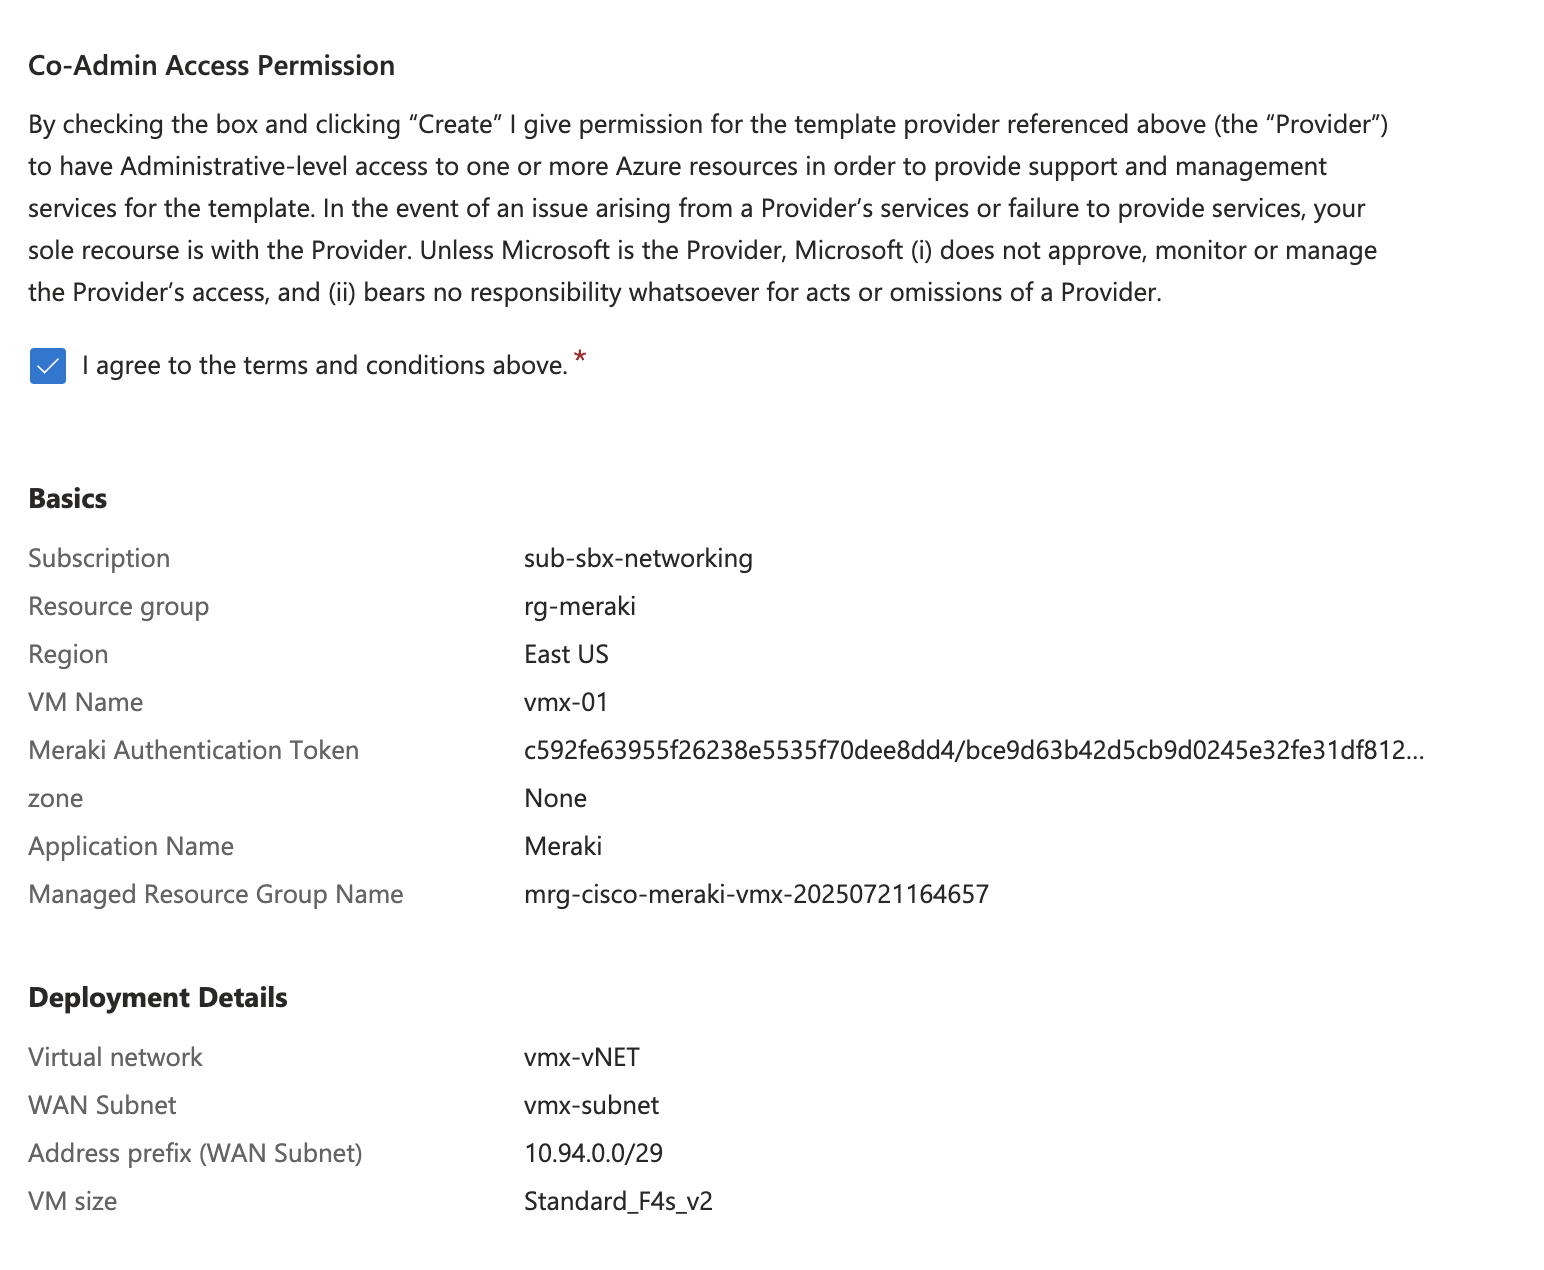 Co-Admin Access Permission
By checking the box and clicking “Create” I give permission for the template provider referenced above (the “Provider”)
to have Administrative-level access to one or more Azure resources in order to provide support and management
services for the template. In the event of an issue arising from a Provider’s services or failure to provide services, your
sole recourse is with the Provider. Unless Microsoft is the Provider, Microsoft (i) does not approve, monitor or manage
the Provider’s access, and (ii) bears no responsibility whatsoever for acts or omissions of a Provider.
I agree to the terms and conditions above. *
Basics
Subscription sub-sbx-networking
Resource group rg-meraki
Region East US
VM Name vmx-01
Meraki Authentication Token c592fe63955f26238e5535f70dee8dd4/bce9d63b42d5cb9d0245e32fe31df812...
zone None
Application Name Meraki
Managed Resource Group Name mrg-cisco-meraki-vmx-20250721164657
Deployment Details
Virtual network vmx-vNET
WAN Subnet vmx-subnet
Address prefix (WAN Subnet) 10.94.0.0/29
VM size Standard_F4s_v2